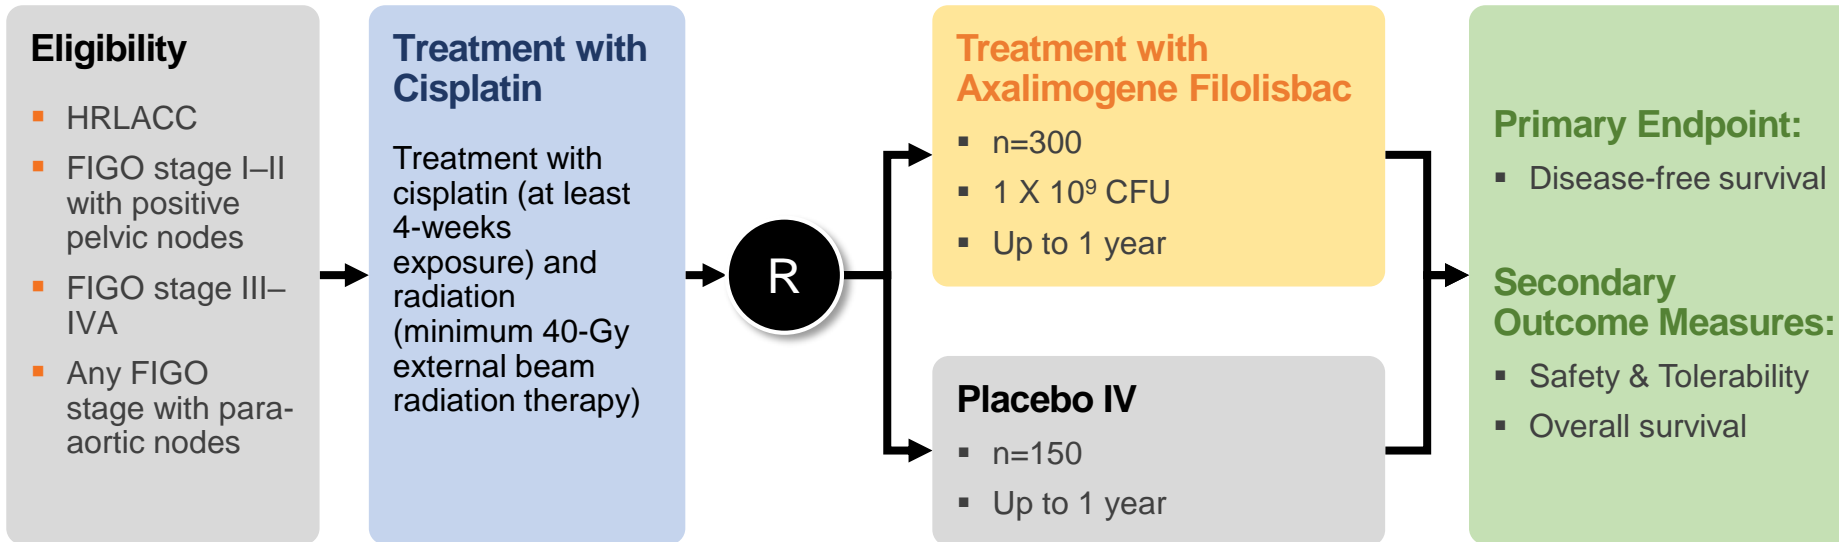 Eligibility
▪ HRLACC
▪ FIGO stage I–II
with positive
pelvic nodes
▪ FIGO stage III–
IVA
▪ Any FIGO
stage with para-
aortic nodes
Treatment with
Cisplatin
Treatment with
cisplatin (at least
4-weeks
exposure) and
radiation
(minimum 40-Gy
external beam
radiation therapy)
R
Treatment with
Axalimogene Filolisbac
▪ n=300
▪ 1 X 10⁹ CFU
▪ Up to 1 year
Placebo IV
▪ n=150
▪ Up to 1 year
Primary Endpoint:
▪ Disease-free survival
Secondary
Outcome Measures:
▪ Safety & Tolerability
▪ Overall survival